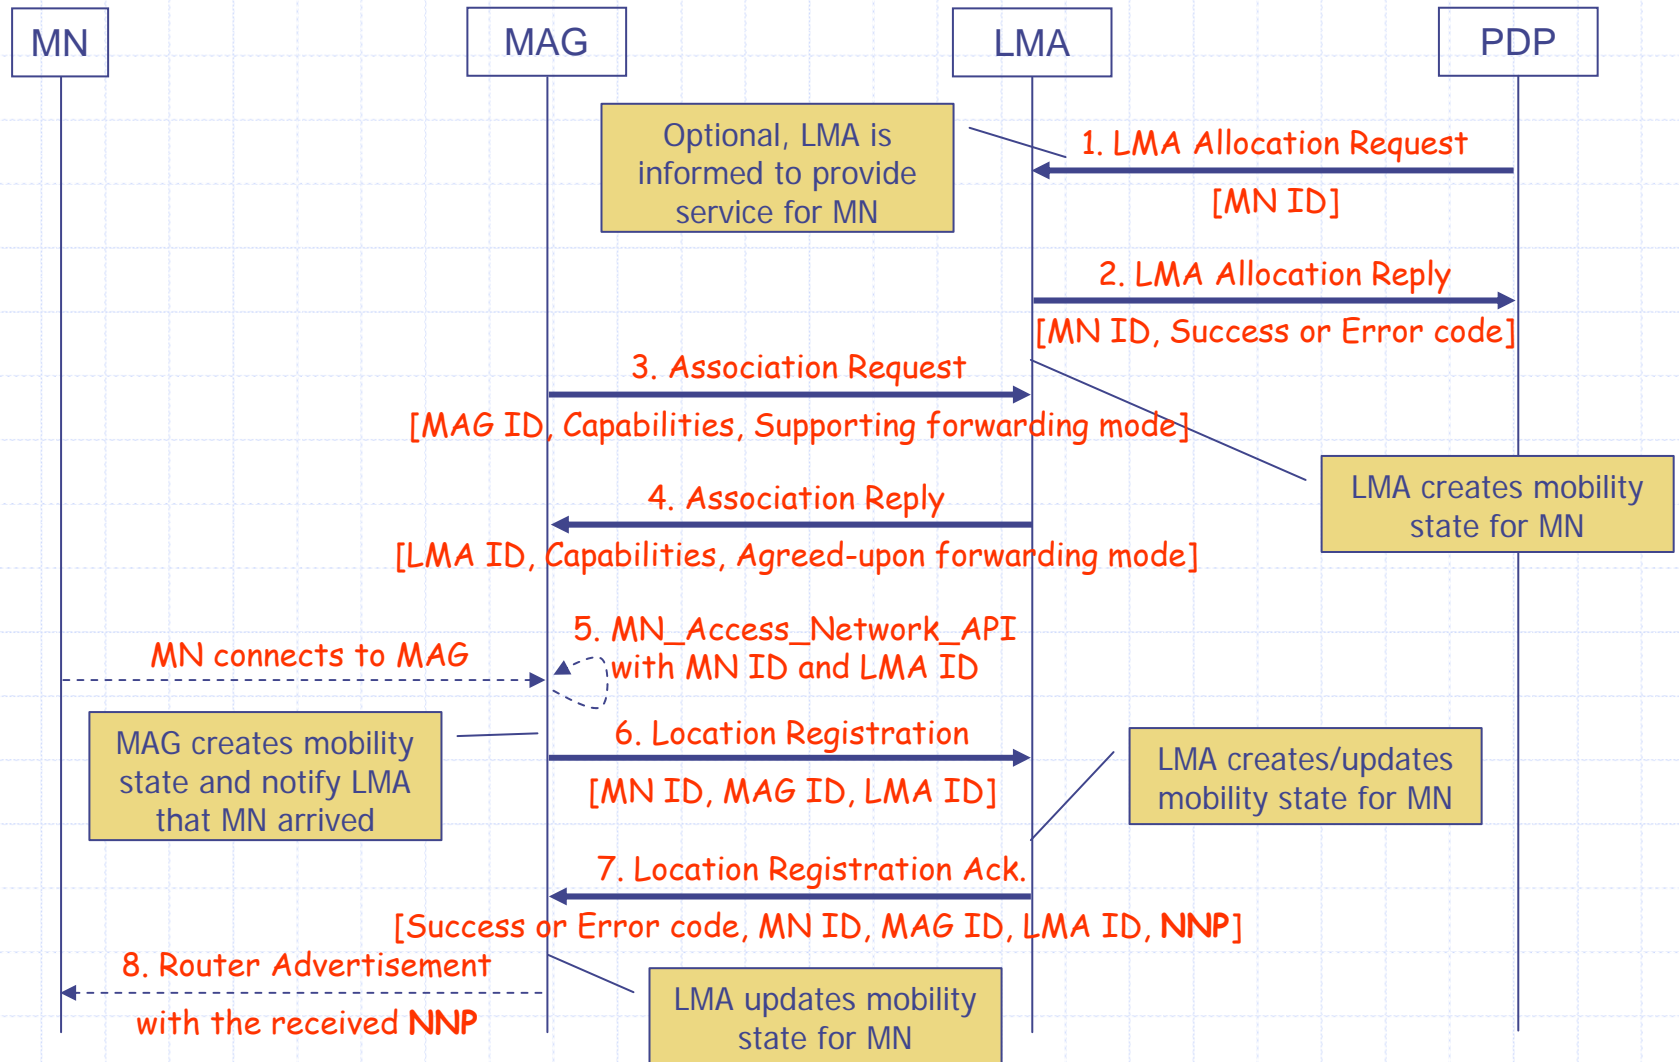 MN
MAG
LMA
PDP
Optional, LMA is
informed to provide
service for MN
1. LMA Allocation Request
[MN ID]
2. LMA Allocation Reply
[MN ID, Success or Error code]
3. Association Request
[MAG ID, Capabilities, Supporting forwarding mode]
LMA creates mobility
state for MN
4. Association Reply
[LMA ID, Capabilities, Agreed-upon forwarding mode]
MN connects to MAG
5. MN_Access_Network_API
with MN ID and LMA ID
MAG creates mobility
state and notify LMA
that MN arrived
6. Location Registration
[MN ID, MAG ID, LMA ID]
LMA creates/updates
mobility state for MN
7. Location Registration Ack.
[Success or Error code, MN ID, MAG ID, LMA ID, NNP]
8. Router Advertisement
with the received NNP
LMA updates mobility
state for MN